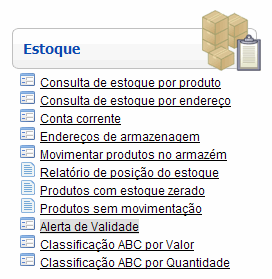 Estoque
Consulta de estoque por produto
Consulta de estoque por endereço
Conta corrente
Endereços de armazenagem
Movimentar produtos no armazém
Relatório de posição do estoque
Produtos com estoque zerado
Produtos sem movimentação
Alerta de Validade
Classificação ABC por Valor
Classificação ABC por Quantidade